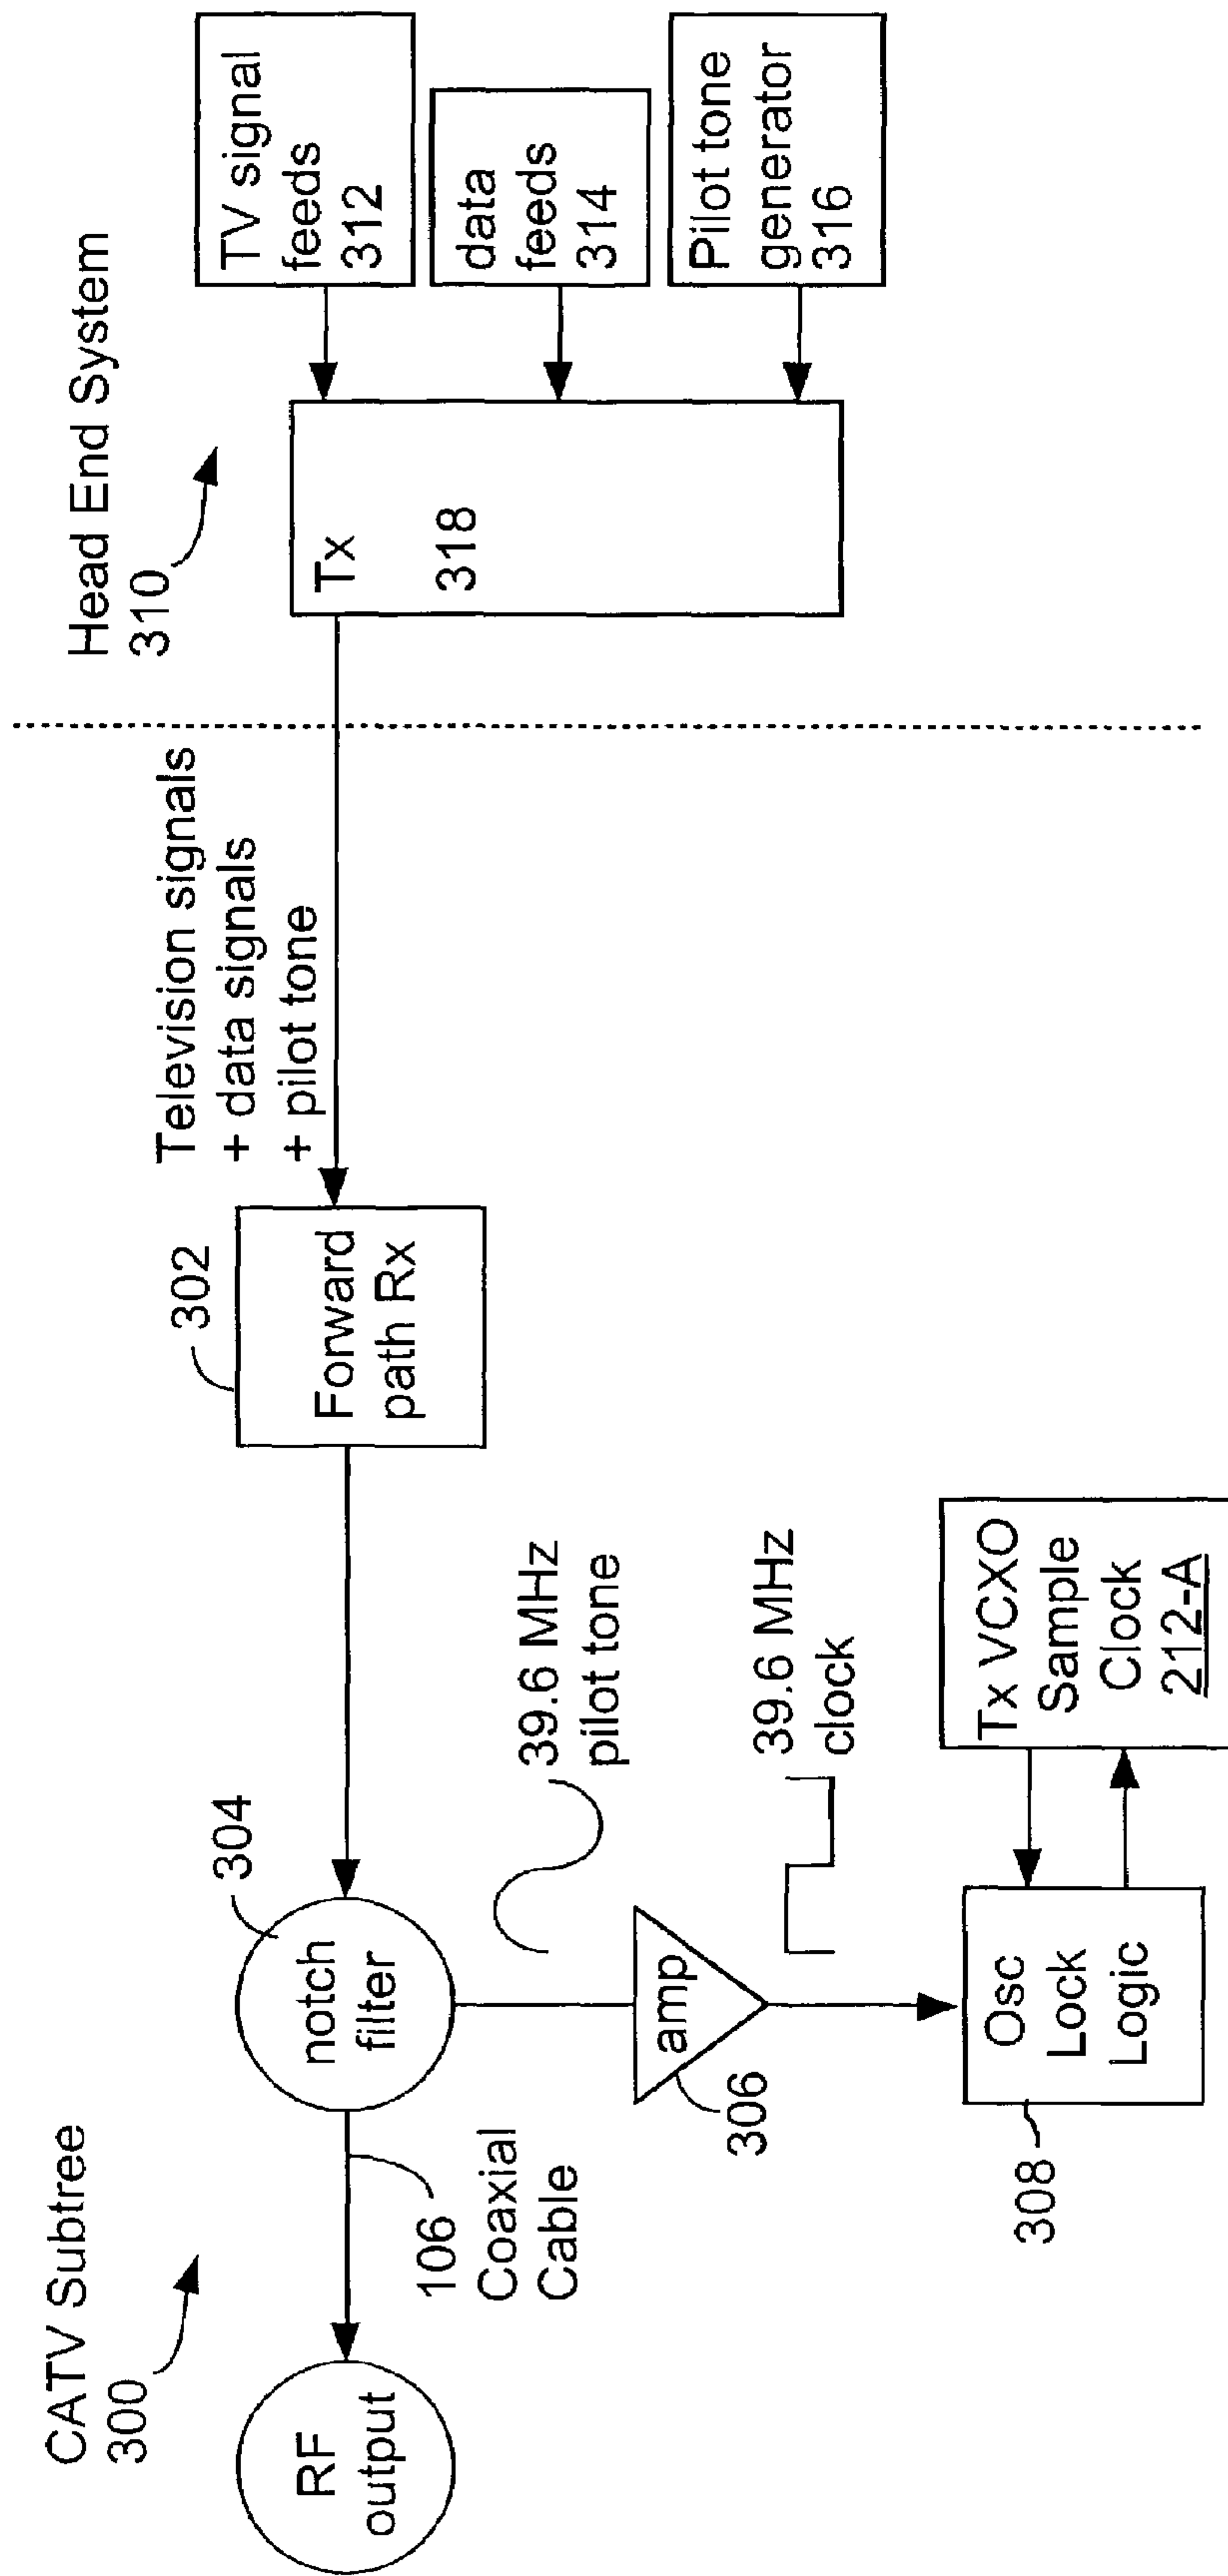 CATV Subtree
300
Head End System
310
RF
output
106
Coaxial
Cable
notch
filter
304
Forward
path Rx
302
Television signals
+ data signals
+ pilot tone
Tx
318
TV signal
feeds
312
data
feeds
314
Pilot tone
generator
316
39.6 MHz
pilot tone
amp
306
39.6 MHz
clock
Osc
Lock
Logic
308
Tx VCXO
Sample
Clock
212-A